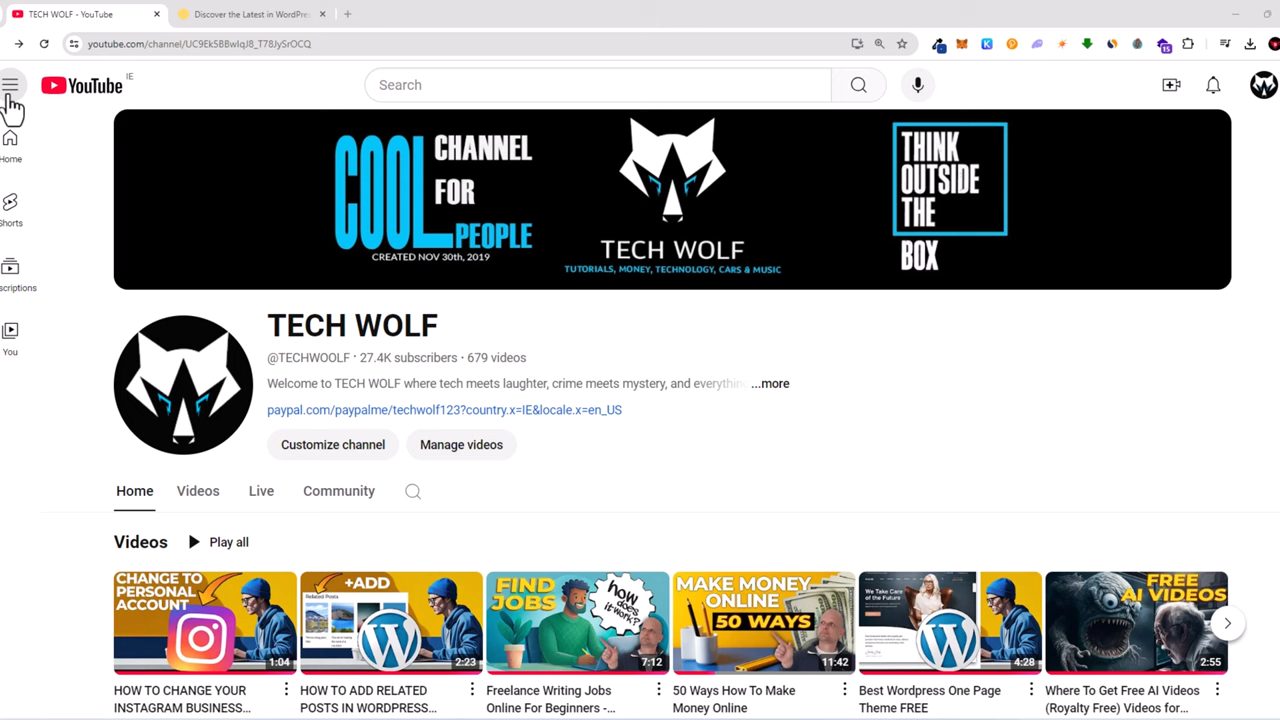 TECH WOLF - YouTube
Discover the Latest in WordPre
youtube.com/channel/UC9Ek5BBwIqJ8_T78JySrOCQ
15
YouTube
IE
Search
Home
Shorts
scriptions
You
COOL CHANNEL FOR PEOPLE
CREATED NOV 30th, 2019
TECH WOLF
TUTORIALS, MONEY, TECHNOLOGY, CARS & MUSIC
THINK
OUTSIDE
THE
BOX
TECH WOLF
@TECHWOOLF • 27.4K subscribers • 679 videos
Welcome to TECH WOLF where tech meets laughter, crime meets mystery, and everythin ...more
paypal.com/paypalme/techwolf123?country.x=IE&locale.x=en_US
Customize channel
Manage videos
Home
Videos
Live
Community
Videos
Play all
CHANGE TO
PERSONAL
ACCOUNT
1:04
+ADD
Related Posts
2:23
FIND
JOBS
how
does
it
work?
7:12
MAKE MONEY
ONLINE
50 WAYS
11:42
We Take Care
of the Future
4:28
FREE
AI VIDEOS
2:55
HOW TO CHANGE YOUR
INSTAGRAM BUSINESS...
HOW TO ADD RELATED
POSTS IN WORDPRESS...
Freelance Writing Jobs
Online For Beginners -...
50 Ways How To Make
Money Online
Best Wordpress One Page
Theme FREE
Where To Get Free AI Videos
(Royalty Free) Videos for...